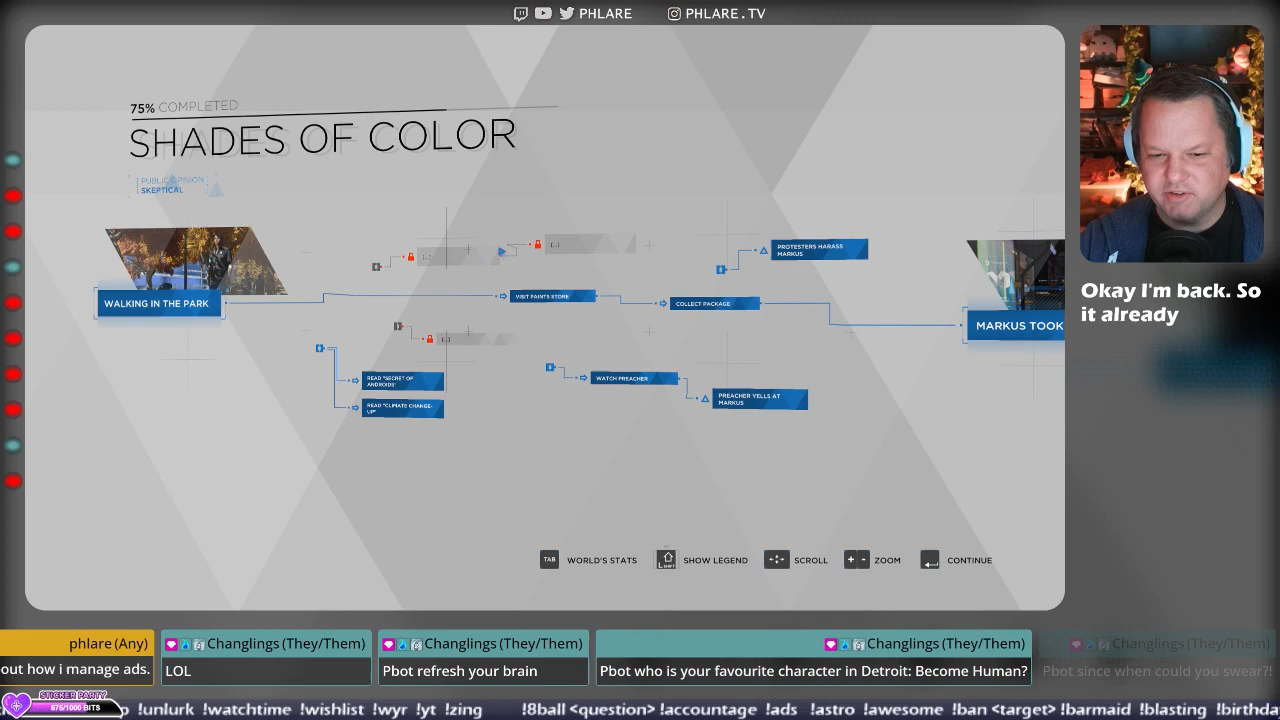 PHLARE
PHLARE.TV
75% COMPLETED
SHADES OF COLOR
PUBLIC OPINION
SKEPTICAL
WALKING IN THE PARK
[...]
[...]
VISIT PAINTS STORE
COLLECT PACKAGE
PROTESTERS HARASS
MARKUS
MARKUS TOOK
[...]
READ "SECRET OF
ANDROIDS"
READ "CLIMATE CHANGE-
UP"
WATCH PREACHER
PREACHER YELLS AT
MARKUS
Okay I'm back. So
it already
TAB WORLD'S STATS
L SHIFT SHOW LEGEND
SCROLL
+ - ZOOM
CONTINUE
phlare (Any)
out how i manage ads.
Changlings (They/Them)
LOL
Changlings (They/Them)
Pbot refresh your brain
Changlings (They/Them)
Pbot who is your favourite character in Detroit: Become Human?
Changlings (They/Them)
Pbot since when could you swear?!
STICKER PARTY
675/1000 BITS
!unlurk !watchtime !wishlist !wyr !yt !zing !8ball <question> !accountage !ads !astro !awesome !ban <target> !barmaid !blasting !birthda